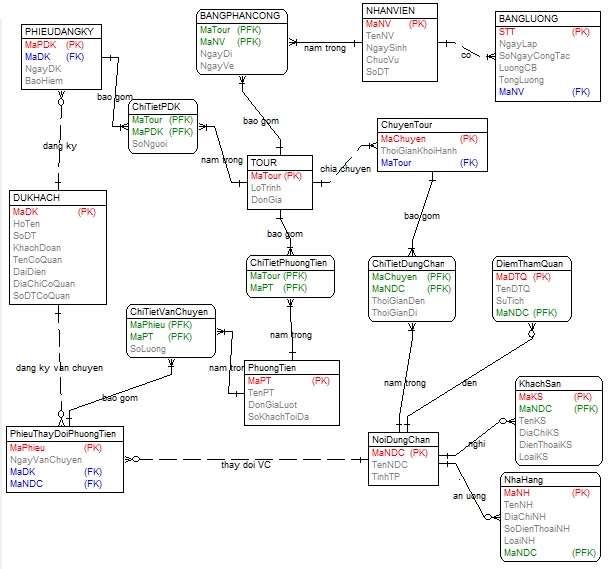 PHIEUDANGKY
MaPDK (PK)
MaDK (FK)
NgayDK
BaoHiem
BANGPHANCONG
MaTour (PFK)
MaNV (PFK)
NgayDi
NgayVe
NHANVIEN
MaNV (PK)
TenNV
NgaySinh
ChucVu
SoDT
BANGLUONG
STT (PK)
NgayLap
SoNgayCongTac
LuongCB
TongLuong
MaNV (FK)
nam trong
co
bao gom
ChiTietPDK
MaTour (PFK)
MaPDK (PFK)
SoNguoi
bao gom
ChuyenTour
MaChuyen (PK)
ThoiGianKhoiHanh
MaTour (FK)
dang ky
nam trong
TOUR
MaTour (PK)
LoTrinh
DonGia
chia chuyen
DUKHACH
MaDK (PK)
HoTen
SoDT
KhachDoan
TenCoQuan
DaiDien
DiaChiCoQuan
SoDTCoQuan
bao gom
bao gom
ChiTietPhuongTien
MaTour (PFK)
MaPT (PFK)
ChiTietDungChan
MaChuyen (PFK)
MaNDC (PFK)
ThoiGianDen
ThoiGianDi
DiemThamQuan
MaDTQ (PK)
TenDTQ
SuTich
MaNDC (PFK)
ChiTietVanChuyen
MaPhieu (PFK)
MaPT (PFK)
SoLuong
nam trong
dang ky van chuyen
nam tron
PhuongTien
MaPT (PK)
TenPT
DonGiaLuot
SoKhachToiDa
nam trong
den
bao gom
KhachSan
MaKS (PK)
MaNDC (PFK)
TenKS
DiaChiKS
DienThoaiKS
LoaiKS
PhieuThayDoiPhuongTien
MaPhieu (PK)
NgayVanChuyen
MaDK (FK)
MaNDC (FK)
thay doi VC
NoiDungChan
MaNDC (PK)
TenNDC
TinhTP
nghi
an uong
NhaHang
MaNH (PK)
TenNH
DiaChiNH
SoDienThoaiNH
LoaiNH
MaNDC (PFK)